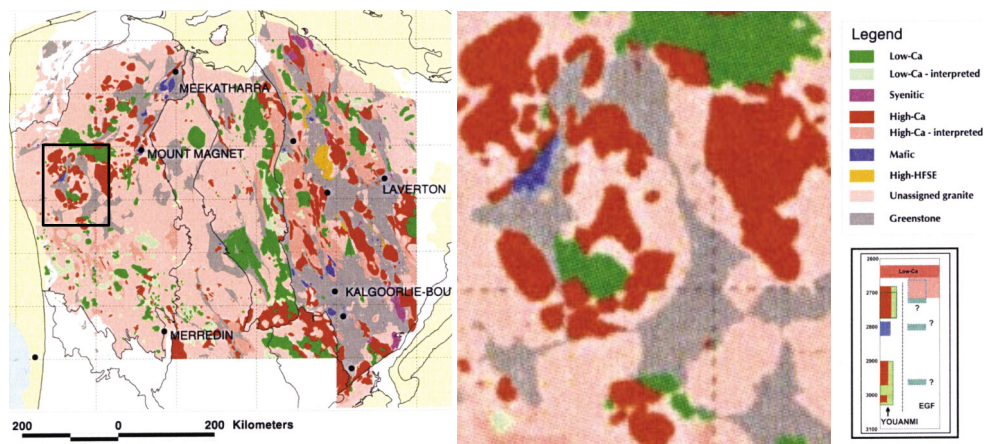 MEEKATHARRA
MOUNT MAGNET
LAVERTON
KALGOORLIE-BOU
MERREDIN
200 0 200 Kilometers
Legend
Low-Ca
Low-Ca - interpreted
Syenitic
High-Ca
High-Ca - interpreted
Mafic
High-HFSE
Unassigned granite
Greenstone
2600
Low-Ca
2700
?
2800
?
2900
?
3000
EGF
YOUANMI
3100